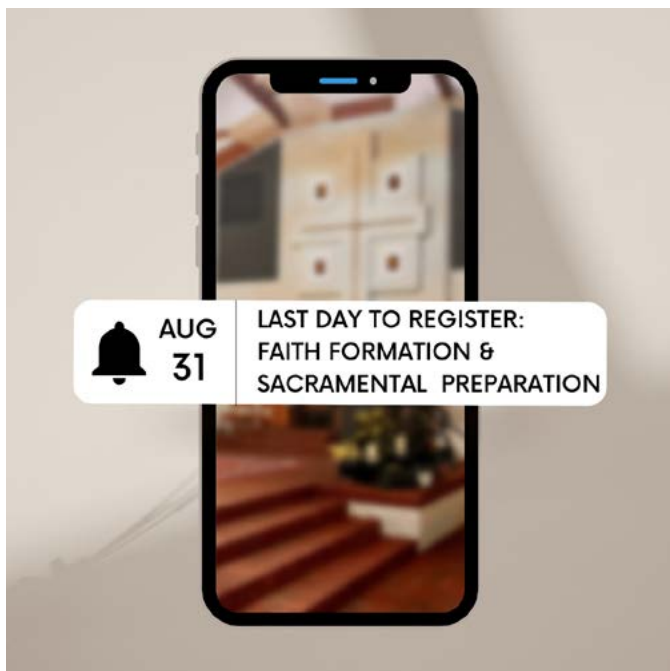 AUG
31
LAST DAY TO REGISTER:
FAITH FORMATION &
SACRAMENTAL PREPARATION